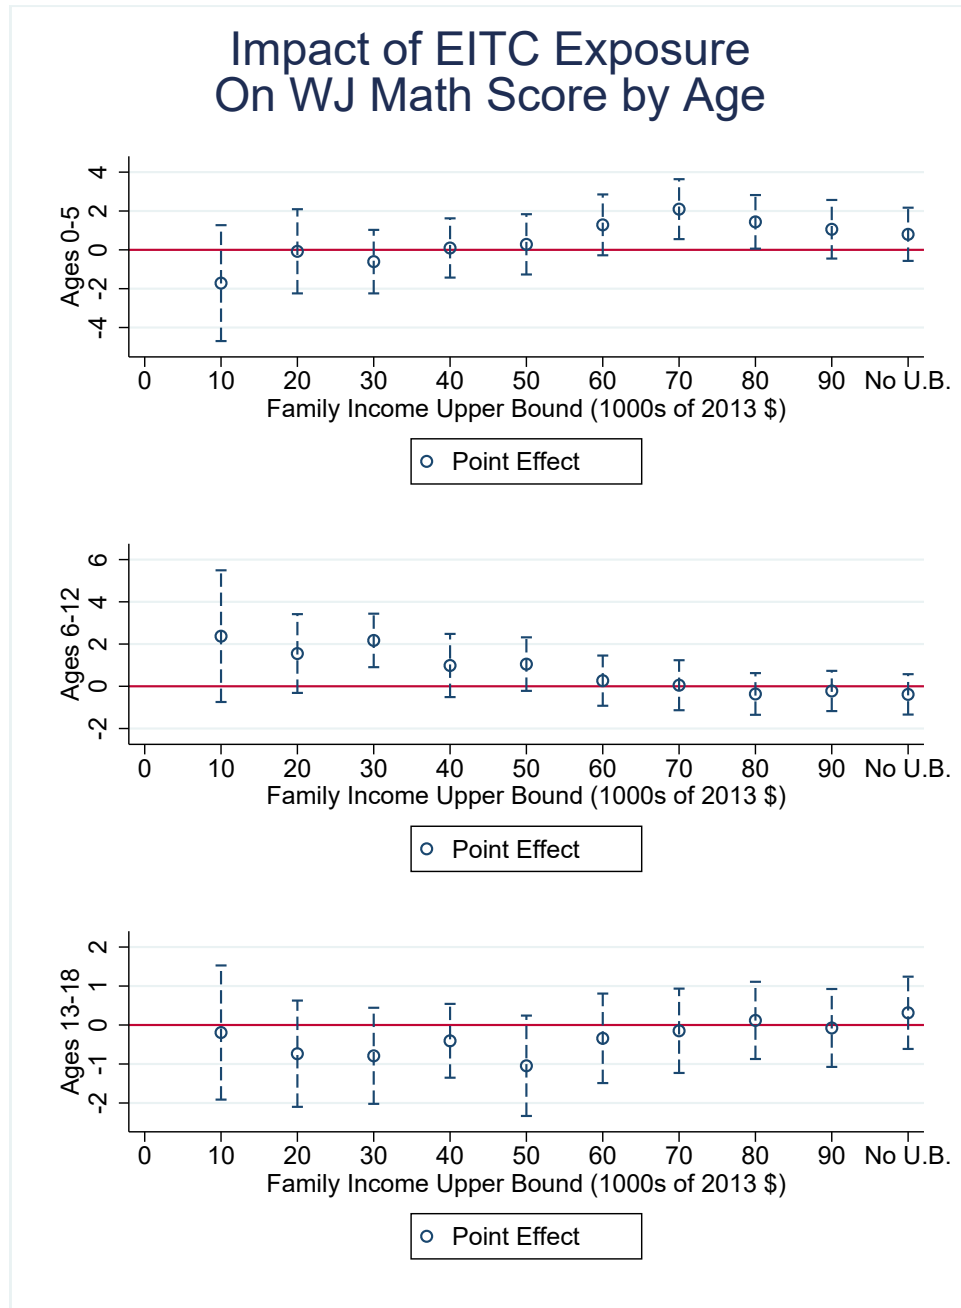 Impact of EITC Exposure
On WJ Math Score by Age
Ages 0-5
4
2
0
-2
-4
0 10 20 30 40 50 60 70 80 90 No U.B.
Family Income Upper Bound (1000s of 2013 $)
Point Effect
Ages 6-12
6
4
2
0
-2
0 10 20 30 40 50 60 70 80 90 No U.B.
Family Income Upper Bound (1000s of 2013 $)
Point Effect
Ages 13-18
2
1
0
-1
-2
0 10 20 30 40 50 60 70 80 90 No U.B.
Family Income Upper Bound (1000s of 2013 $)
Point Effect